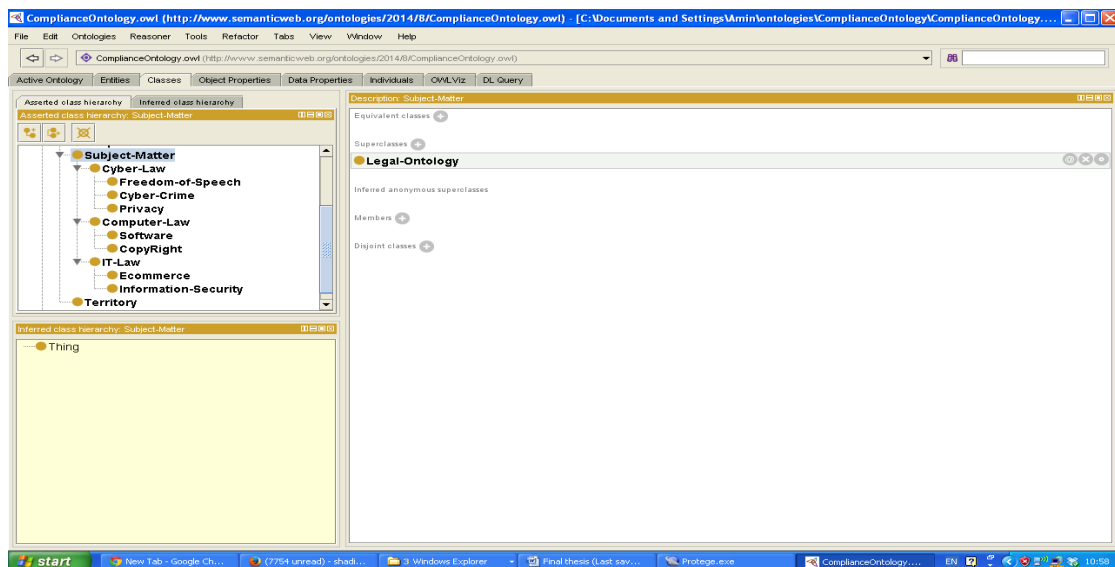 ComplianceOntology.owl (http://www.semanticweb.org/ontologies/2014/8/ComplianceOntology.owl) - [C:\Documents and Settings\Amin\ontologies\ComplianceOntology\ComplianceOntology....
File Edit Ontologies Reasoner Tools Refactor Tabs View Window Help
ComplianceOntology.owl (http://www.semanticweb.org/ontologies/2014/8/ComplianceOntology.owl)
Active Ontology Entities Classes Object Properties Data Properties Individuals OWLViz DL Query
Asserted class hierarchy Inferred class hierarchy
Asserted class hierarchy: Subject-Matter
Subject-Matter
Cyber-Law
Freedom-of-Speech
Cyber-Crime
Privacy
Computer-Law
Software
CopyRight
IT-Law
Ecommerce
Information-Security
Territory
Inferred class hierarchy: Subject-Matter
Thing
Description: Subject-Matter
Equivalent classes
Superclasses
Legal-Ontology
Inferred anonymous superclasses
Members
Disjoint classes
start New Tab - Google Ch... (7754 unread) - shadi... 3 Windows Explorer Final thesis (Last sav... Protege.exe ComplianceOntology.... EN 10:58